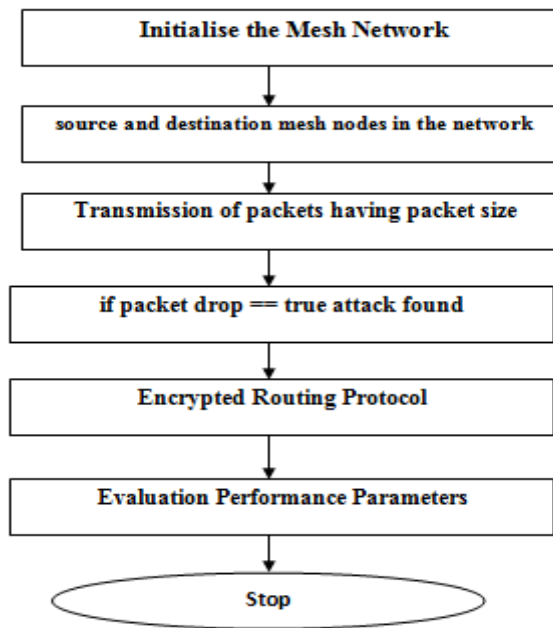 Initialise the Mesh Network
source and destination mesh nodes in the network
Transmission of packets having packet size
if packet drop == true attack found
Encrypted Routing Protocol
Evaluation Performance Parameters
Stop